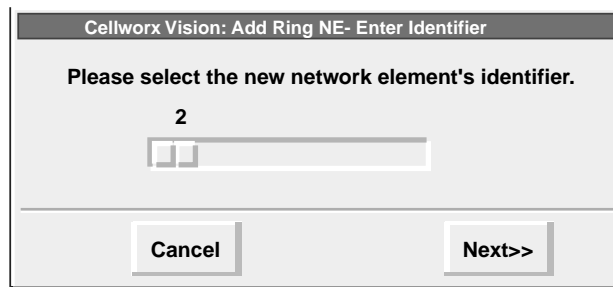 Cellworx Vision: Add Ring NE- Enter Identifier
Please select the new network element's identifier.
2
Cancel
Next>>